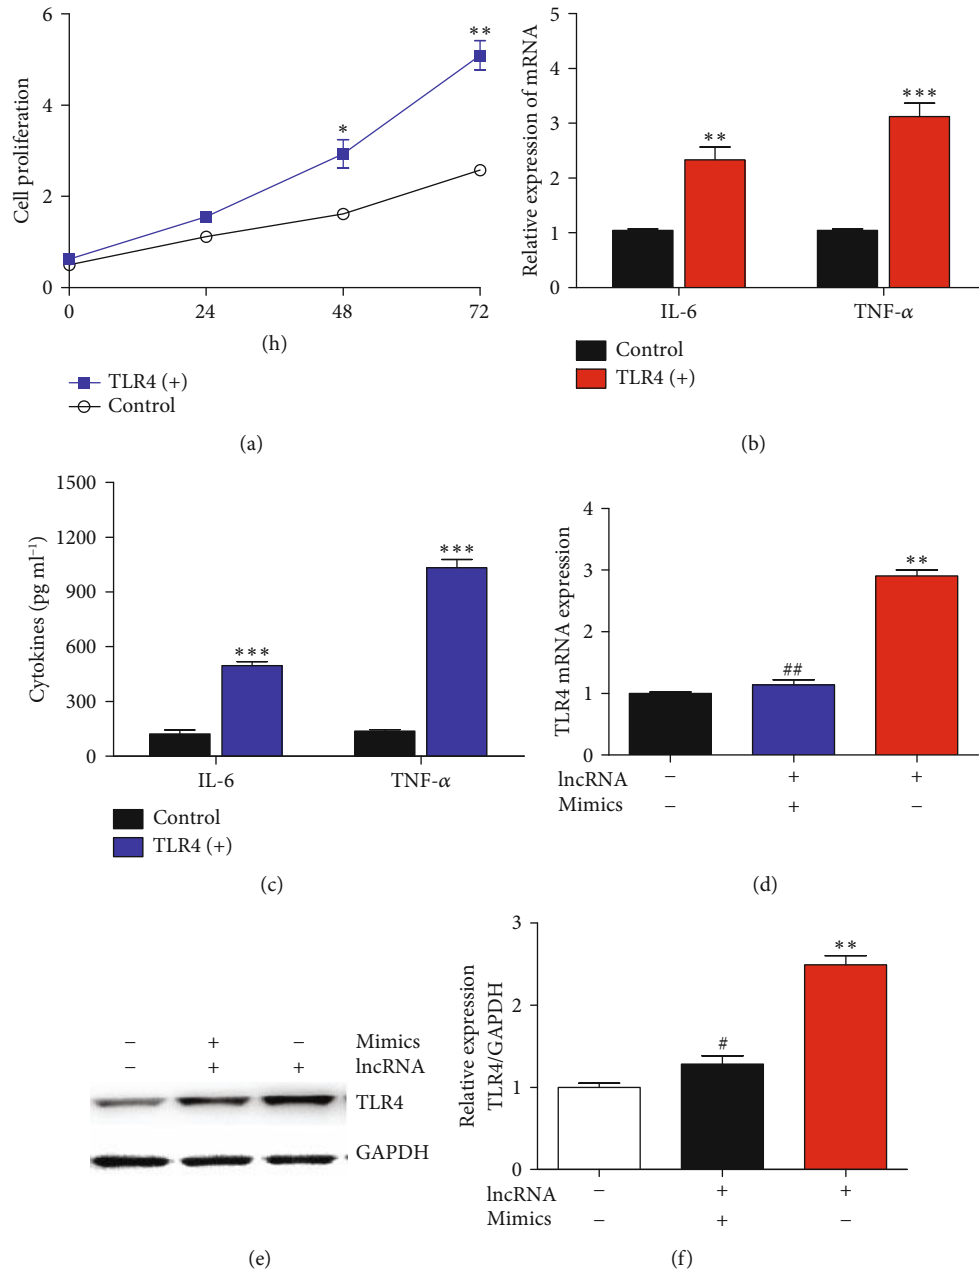 6
4
2
0
Cell proliferation
*
**
0 24 48 72
(h)
TLR4 (+)
Control
(a)
5
4
3
2
1
0
Relative expression of mRNA
**
***
IL-6 TNF-α
Control
TLR4 (+)
(b)
1500
1200
900
600
300
0
Cytokines (pg ml⁻¹)
***
***
IL-6 TNF-α
Control
TLR4 (+)
(c)
4
3
2
1
0
TLR4 mRNA expression
##
**
lncRNA − + +
Mimics − + −
(d)
− + − Mimics
− + + lncRNA
TLR4
GAPDH
(e)
3
2
1
0
Relative expression
TLR4/GAPDH
#
**
lncRNA − + +
Mimics − + −
(f)